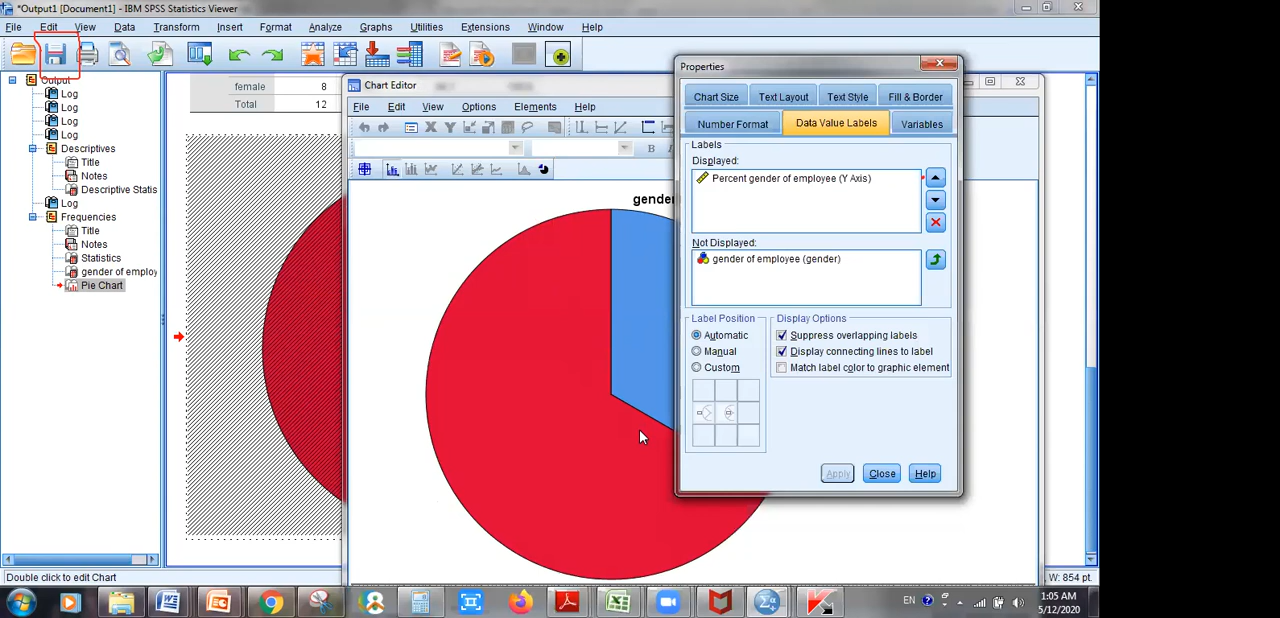 *Output1 [Document1] - IBM SPSS Statistics Viewer
File Edit View Data Transform Insert Format Analyze Graphs Utilities Extensions Window Help
Output
Log
Log
Log
Log
Descriptives
Title
Notes
Descriptive Statis
Log
Frequencies
Title
Notes
Statistics
gender of employ
Pie Chart
female 8
Total 12
Chart Editor
File Edit View Options Elements Help
B I
gender
Properties
Chart Size Text Layout Text Style Fill & Border
Number Format Data Value Labels Variables
Labels
Displayed:
Percent gender of employee (Y Axis)
Not Displayed:
gender of employee (gender)
Label Position
Automatic
Manual
Custom
Display Options
Suppress overlapping labels
Display connecting lines to label
Match label color to graphic element
Apply Close Help
Double click to edit Chart
W: 854 pt.
EN
1:05 AM
5/12/2020